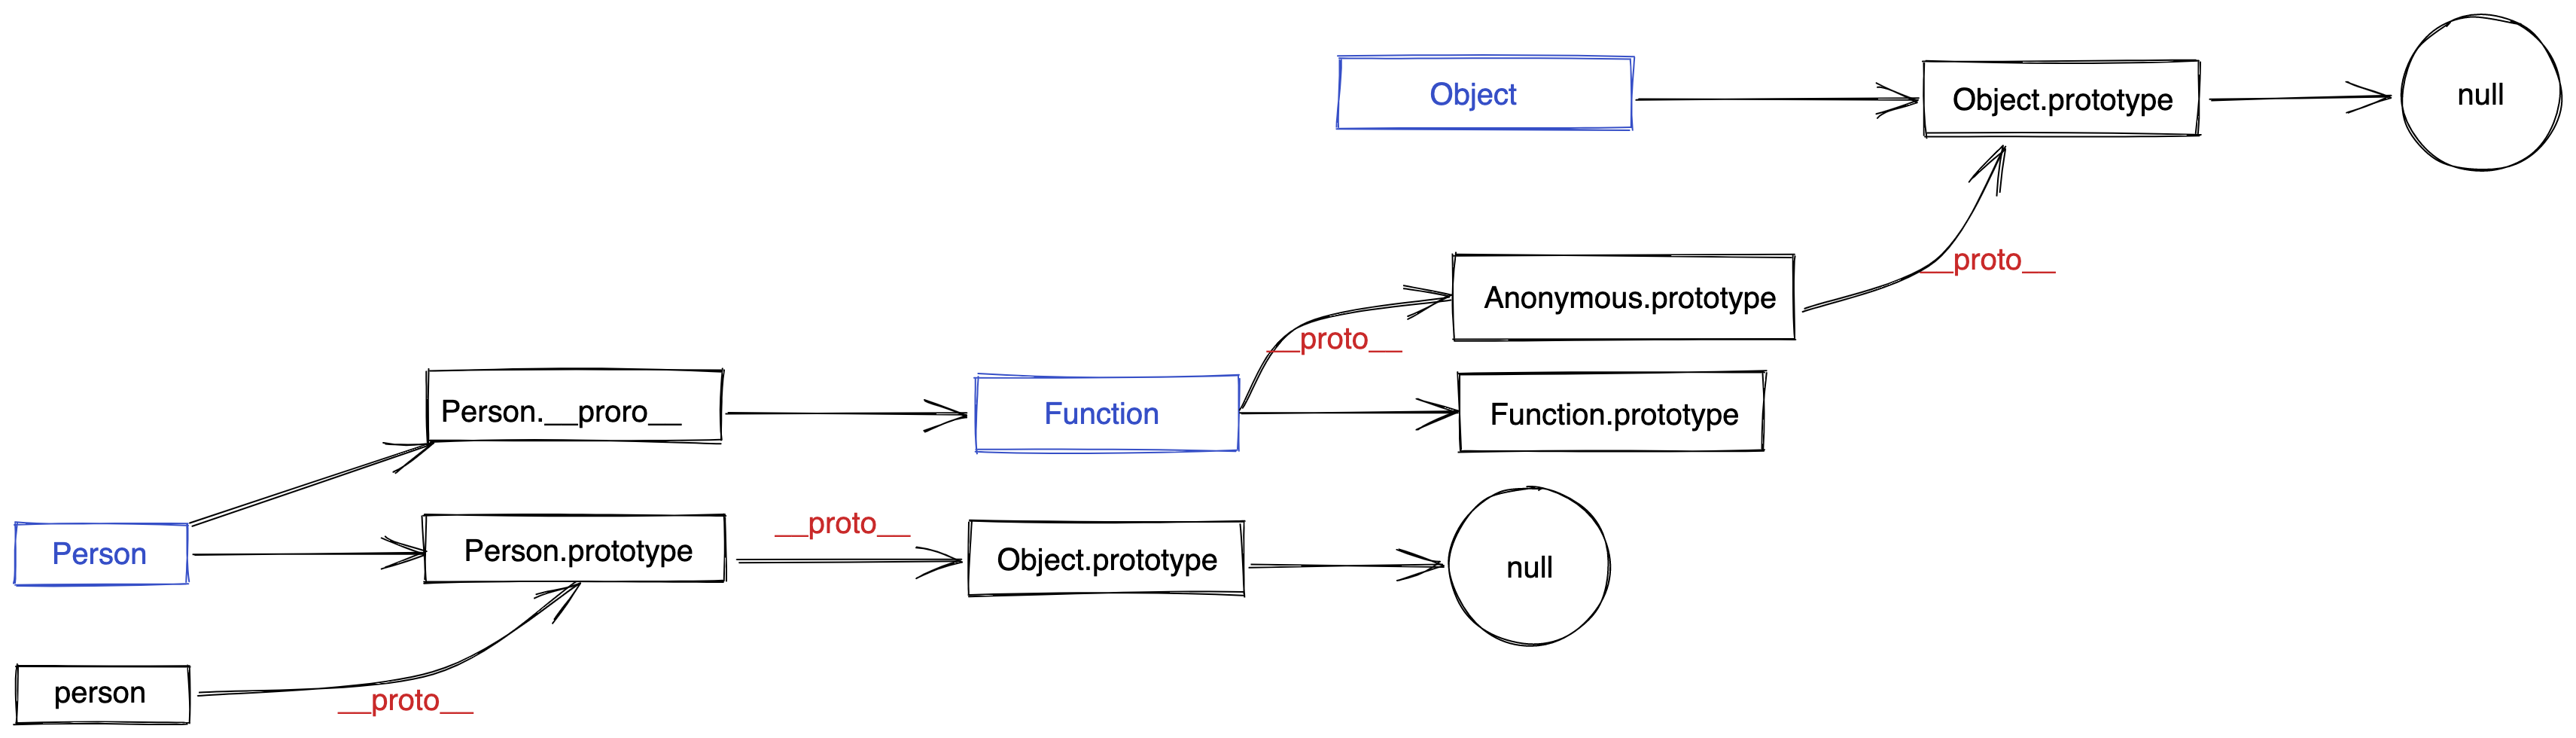 Object
Object.prototype
null
__proto__
Anonymous.prototype
__proto__
Person.__proro__
Function
Function.prototype
Person
Person.prototype
__proto__
Object.prototype
null
person
__proto__